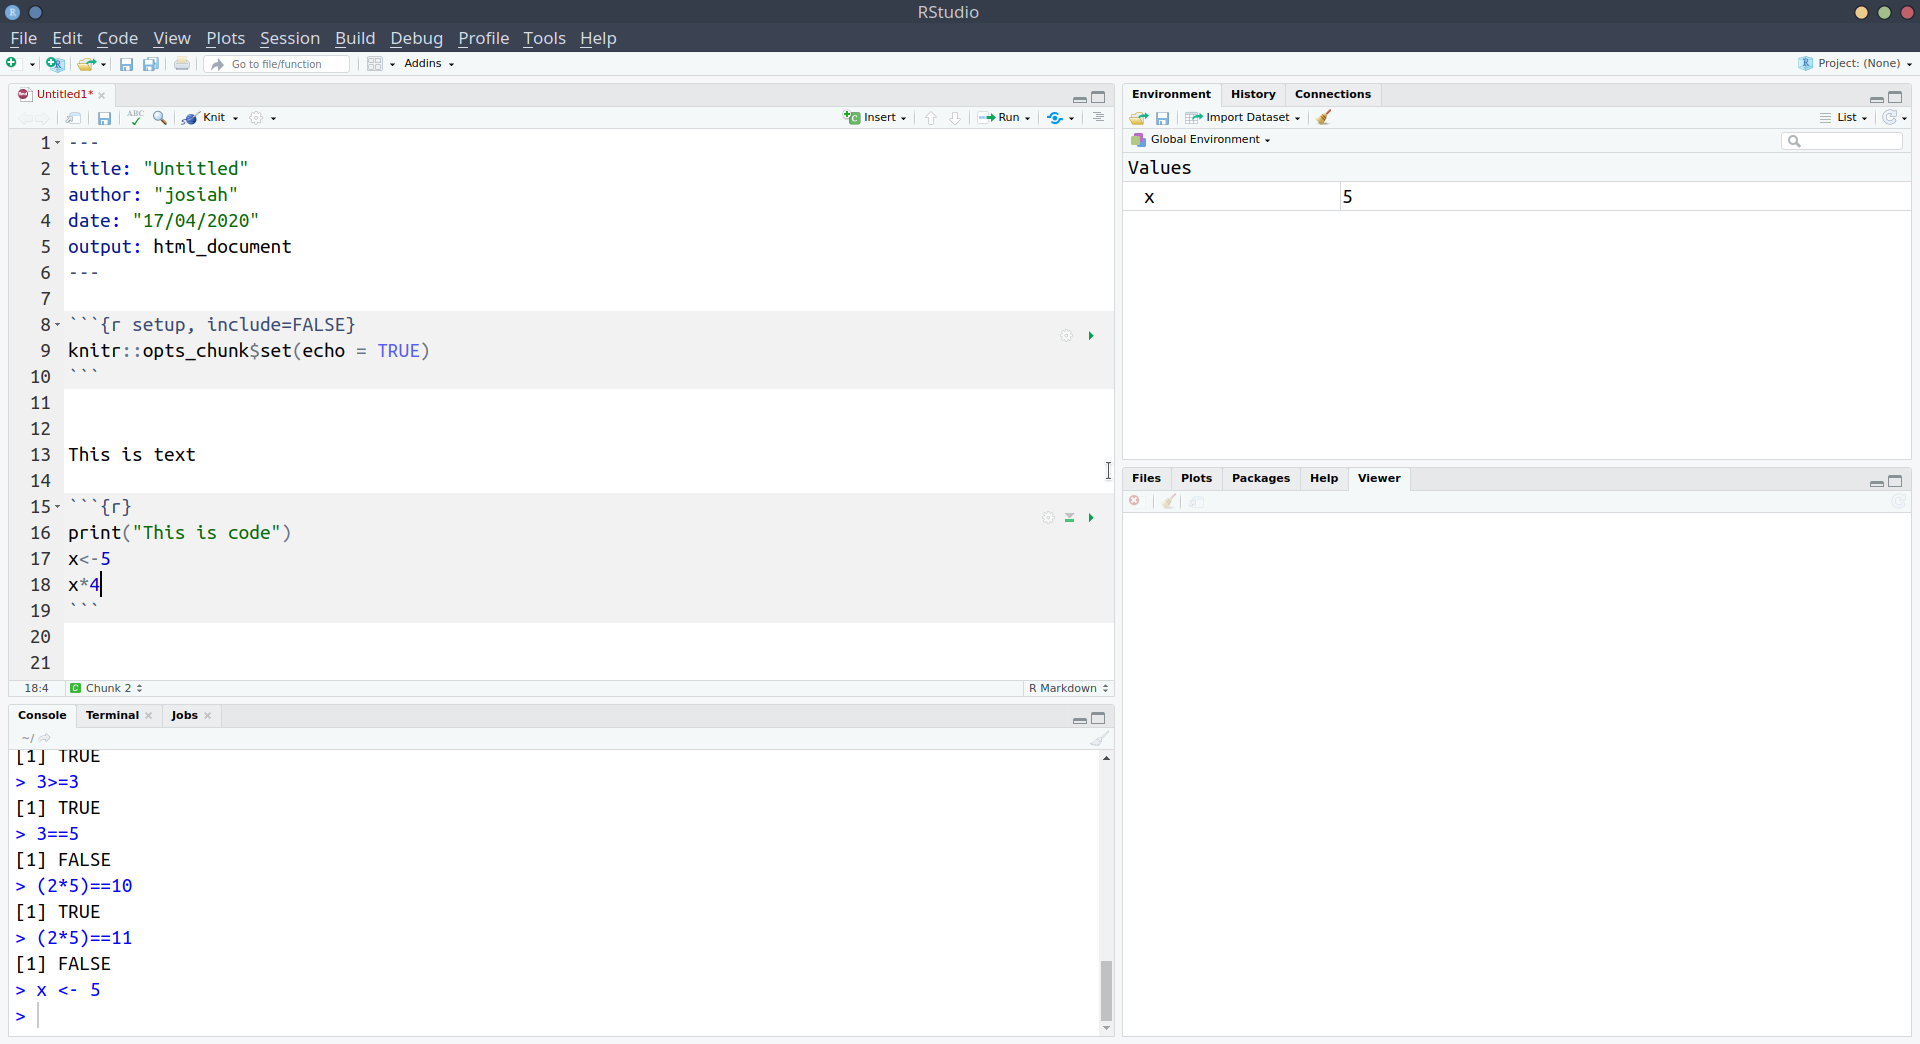 RStudio
File Edit Code View Plots Session Build Debug Profile Tools Help
Go to file/function Addins Project: (None)
Untitled1*
ABC Knit Insert Run
1 ---
2 title: "Untitled"
3 author: "josiah"
4 date: "17/04/2020"
5 output: html_document
6 ---
7
8 ```{r setup, include=FALSE}
9 knitr::opts_chunk$set(echo = TRUE)
10 ```
11
12
13 This is text
14
15 ```{r}
16 print("This is code")
17 x<-5
18 x*4
19 ```
20
21
18:4 Chunk 2 R Markdown
Console Terminal Jobs
~/
[1] TRUE
> 3>=3
[1] TRUE
> 3==5
[1] FALSE
> (2*5)==10
[1] TRUE
> (2*5)==11
[1] FALSE
> x <- 5
>
Environment History Connections
Import Dataset List
Global Environment
Values
x 5
Files Plots Packages Help Viewer